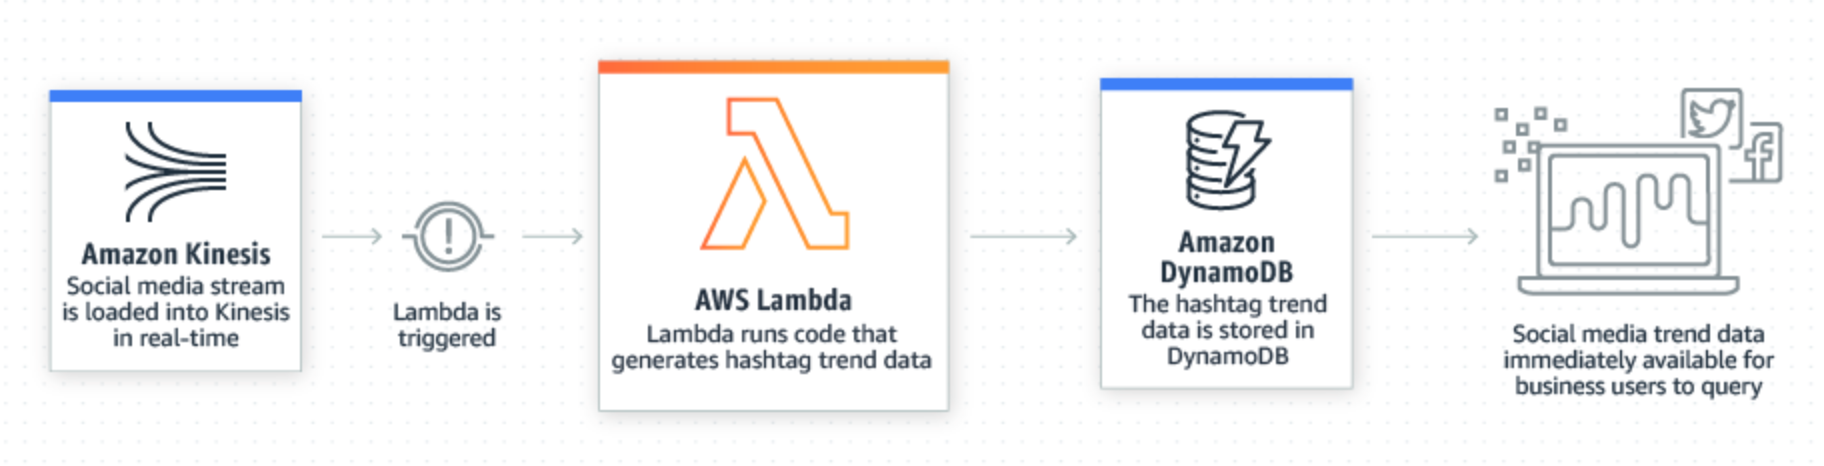 Amazon Kinesis
Social media stream
is loaded into Kinesis
in real-time
Lambda is
triggered
AWS Lambda
Lambda runs code that
generates hashtag trend data
Amazon
DynamoDB
The hashtag trend
data is stored in
DynamoDB
Social media trend data
immediately available for
business users to query